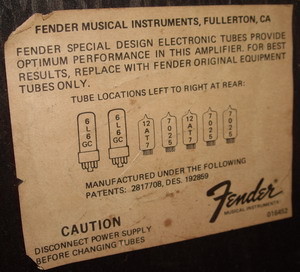 FENDER MUSICAL INSTRUMENTS, FULLERTON, CA
FENDER SPECIAL DESIGN ELECTRONIC TUBES PROVIDE
OPTIMUM PERFORMANCE IN THIS AMPLIFIER. FOR BEST
RESULTS, REPLACE WITH FENDER ORIGINAL EQUIPMENT
TUBES ONLY.
TUBE LOCATIONS LEFT TO RIGHT AT REAR:
6L6GC
6L6GC
12AT7
7025
12AT7
7025
7025
MANUFACTURED UNDER THE FOLLOWING
PATENTS: 2817708, DES. 192859
Fender
MUSICAL INSTRUMENTS
CAUTION
DISCONNECT POWER SUPPLY
BEFORE CHANGING TUBES